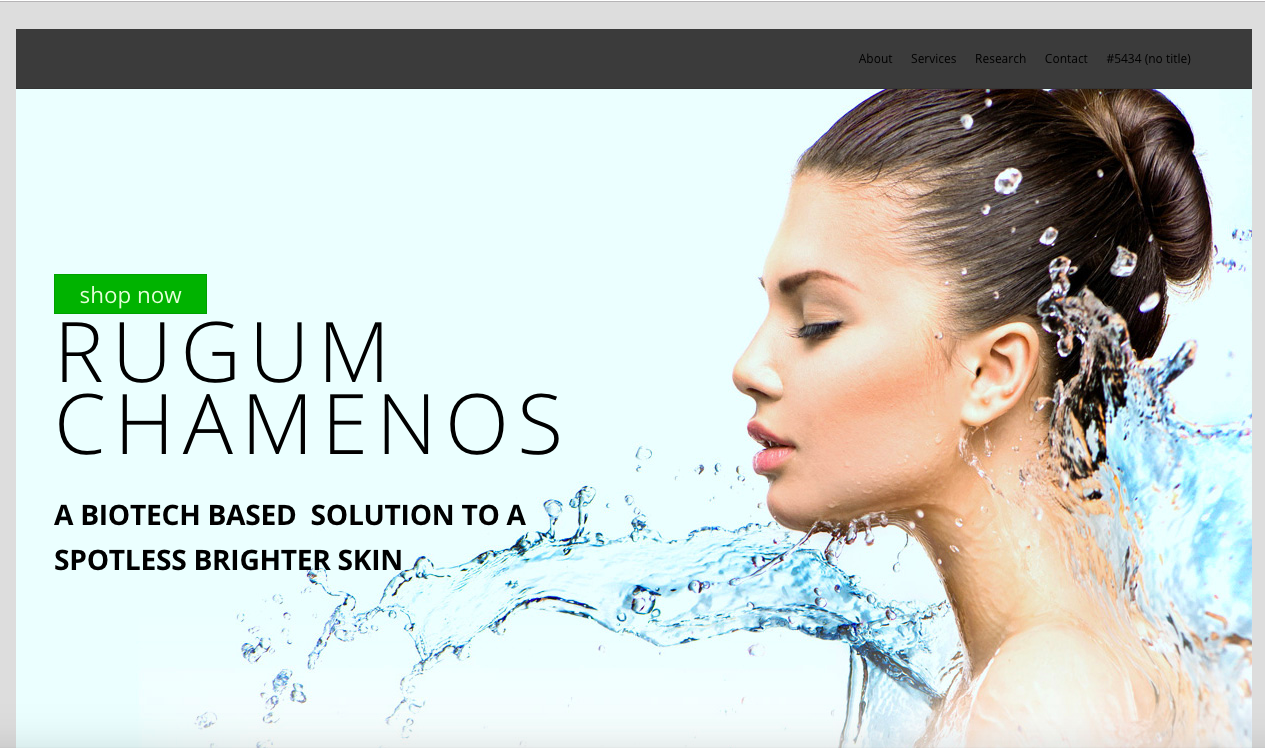 About Services Research Contact #5434 (no title)
shop now
RUGUM
CHAMENOS
A BIOTECH BASED  SOLUTION TO A
SPOTLESS BRIGHTER SKIN